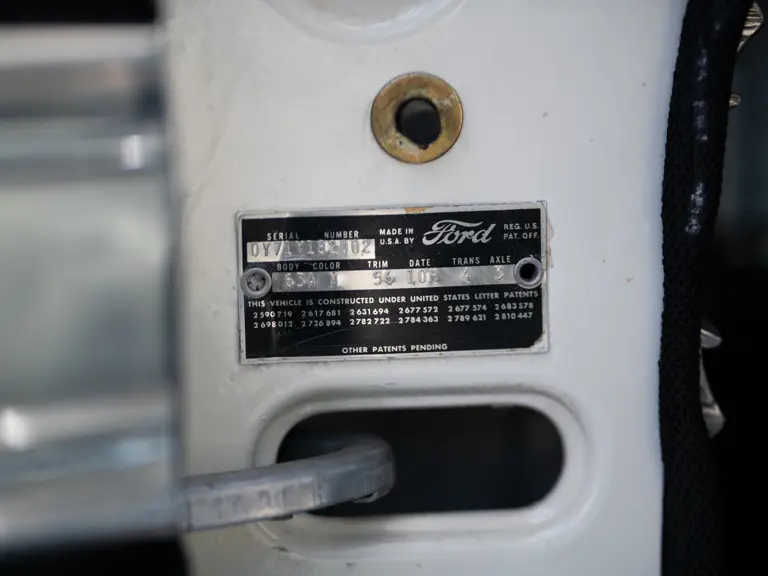 SERIAL NUMBER
MADE IN
U.S.A. BY
Ford
REG. U.S.
PAT. OFF.
BODY COLOR TRIM DATE TRANS AXLE
56
THIS VEHICLE IS CONSTRUCTED UNDER UNITED STATES LETTER PATENTS
2 590 719 2 617 681 2 631 694 2 677 572 2 677 574 2 683 578
2 698 012 2 726 894 2 782 722 2 784 363 2 789 621 2 810 447
OTHER PATENTS PENDING